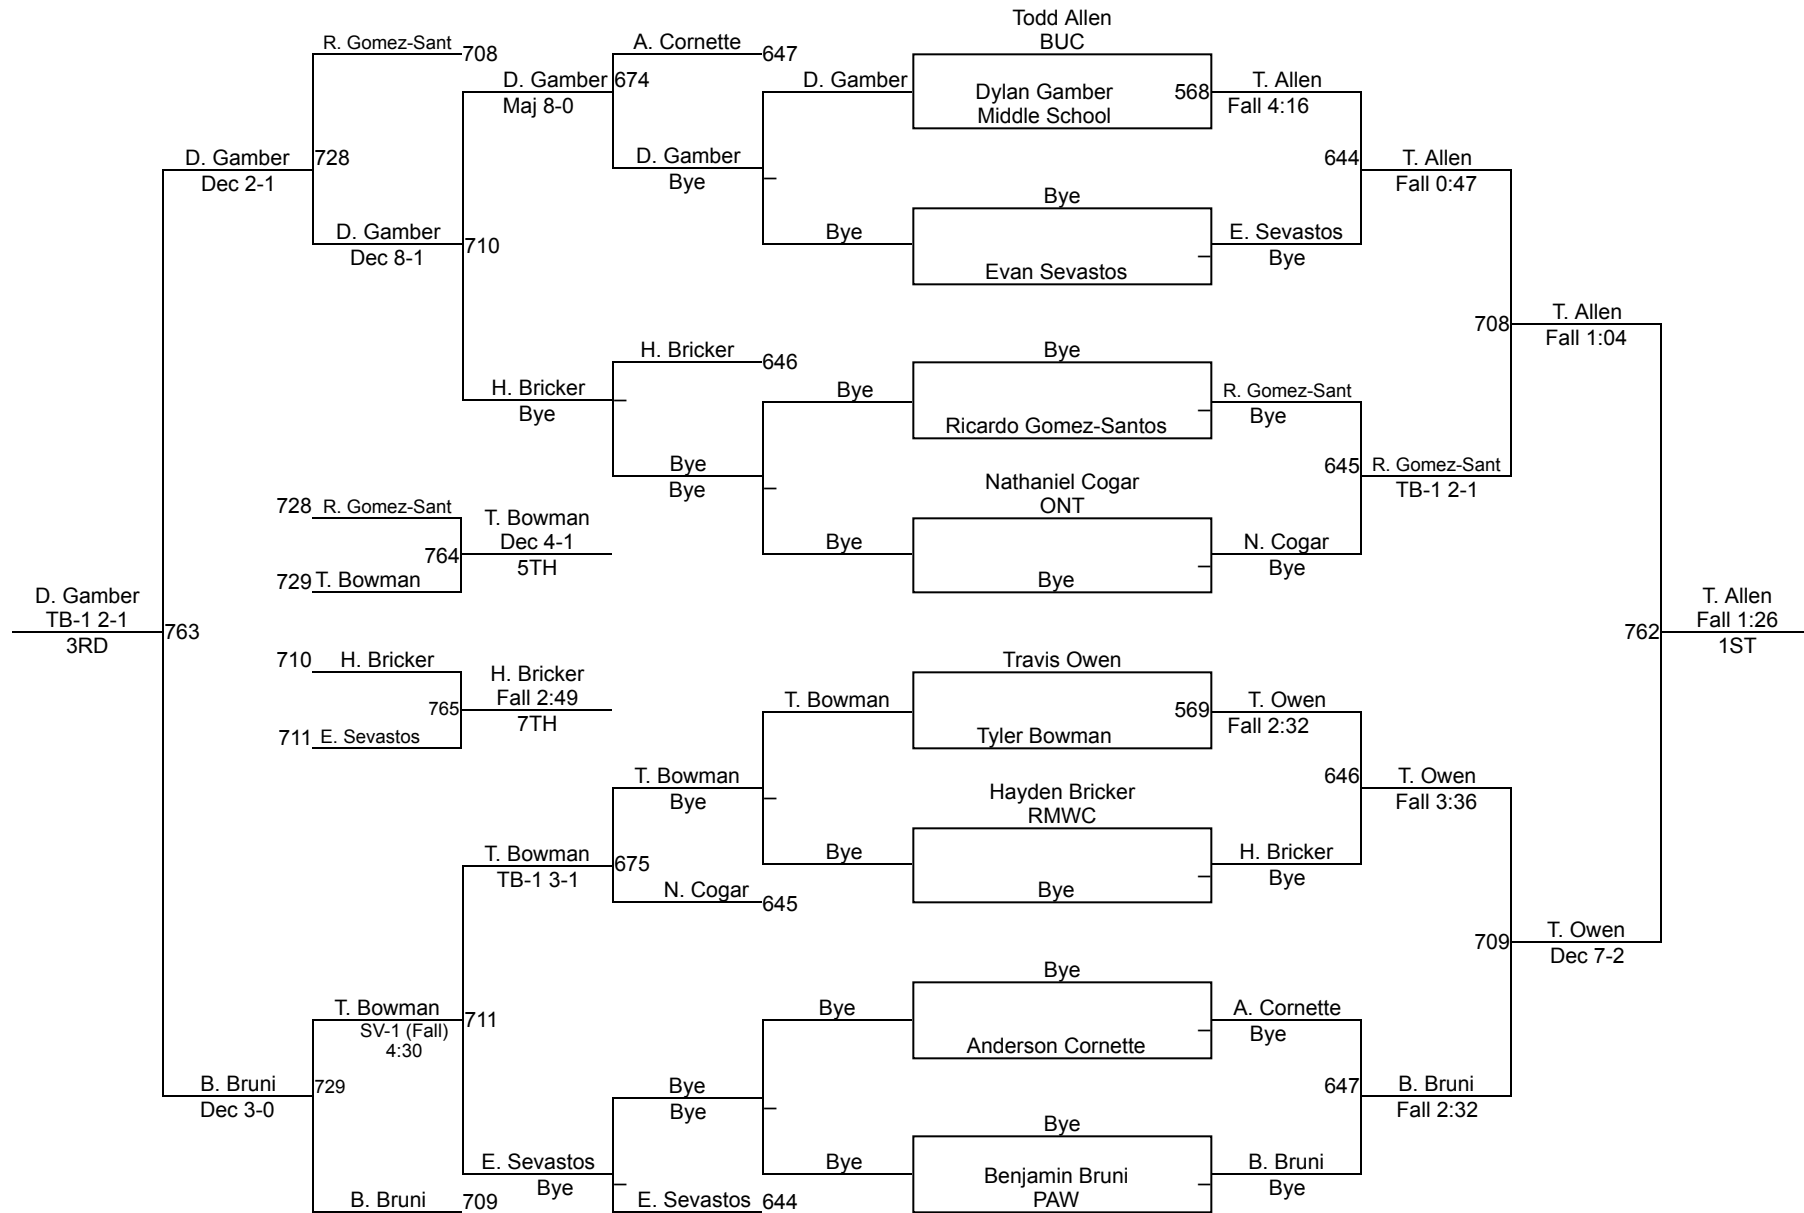 Todd Allen
BUC
R. Gomez-Sant 708
A. Cornette 647
D. Gamber 674
Maj 8-0
D. Gamber
Dylan Gamber 568
Middle School
T. Allen
Fall 4:16
D. Gamber 728
Dec 2-1
D. Gamber
Bye
644 T. Allen
Fall 0:47
Bye
D. Gamber 710
Dec 8-1
Bye
E. Sevastos
Bye
Evan Sevastos
708 T. Allen
Fall 1:04
H. Bricker 646
Bye
H. Bricker
Bye
Bye
R. Gomez-Sant
Bye
Ricardo Gomez-Santos
Bye
Bye
645 R. Gomez-Sant
TB-1 2-1
Nathaniel Cogar
ONT
728 R. Gomez-Sant
T. Bowman
Dec 4-1
764 5TH
729 T. Bowman
Bye
N. Cogar
Bye
Bye
D. Gamber
TB-1 2-1 763
3RD
T. Allen
762 Fall 1:26
1ST
710 H. Bricker
H. Bricker
Fall 2:49
765 7TH
711 E. Sevastos
Travis Owen
T. Bowman
569 T. Owen
Fall 2:32
Tyler Bowman
T. Bowman
Bye
Hayden Bricker
RMWC
646 T. Owen
Fall 3:36
T. Bowman 675
TB-1 3-1
Bye
H. Bricker
Bye
Bye
N. Cogar 645
709 T. Owen
Dec 7-2
Bye
T. Bowman 711
SV-1 (Fall)
4:30
Bye
A. Cornette
Bye
Anderson Cornette
B. Bruni 729
Dec 3-0
Bye
Bye
647 B. Bruni
Fall 2:32
Bye
E. Sevastos
Bye
Bye
Benjamin Bruni
PAW
B. Bruni
Bye
B. Bruni 709
E. Sevastos 644